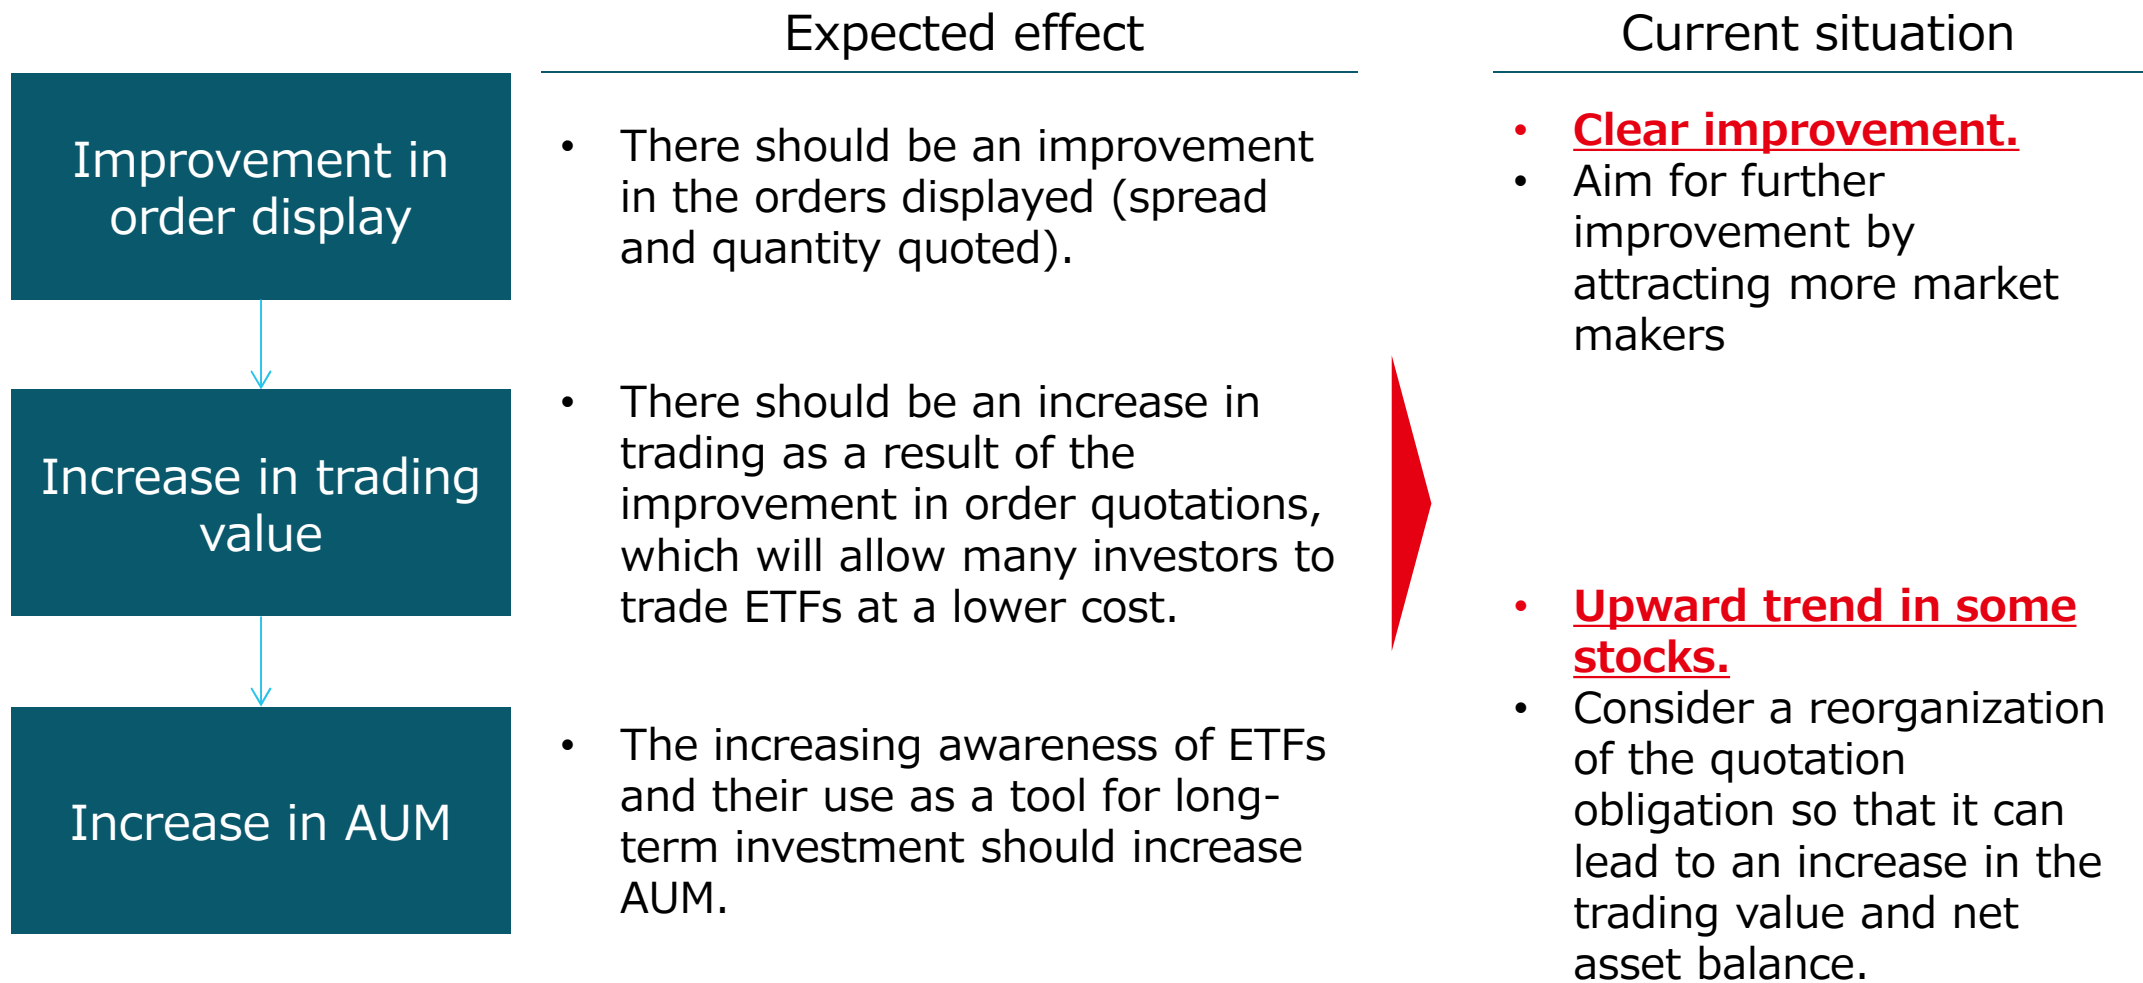 Expected effect
Current situation
Improvement in
order display
• There should be an improvement
in the orders displayed (spread
and quantity quoted).
• Clear improvement.
• Aim for further
improvement by
attracting more market
makers
Increase in trading
value
• There should be an increase in
trading as a result of the
improvement in order quotations,
which will allow many investors to
trade ETFs at a lower cost.
Increase in AUM
• The increasing awareness of ETFs
and their use as a tool for long-
term investment should increase
AUM.
• Upward trend in some
stocks.
• Consider a reorganization
of the quotation
obligation so that it can
lead to an increase in the
trading value and net
asset balance.